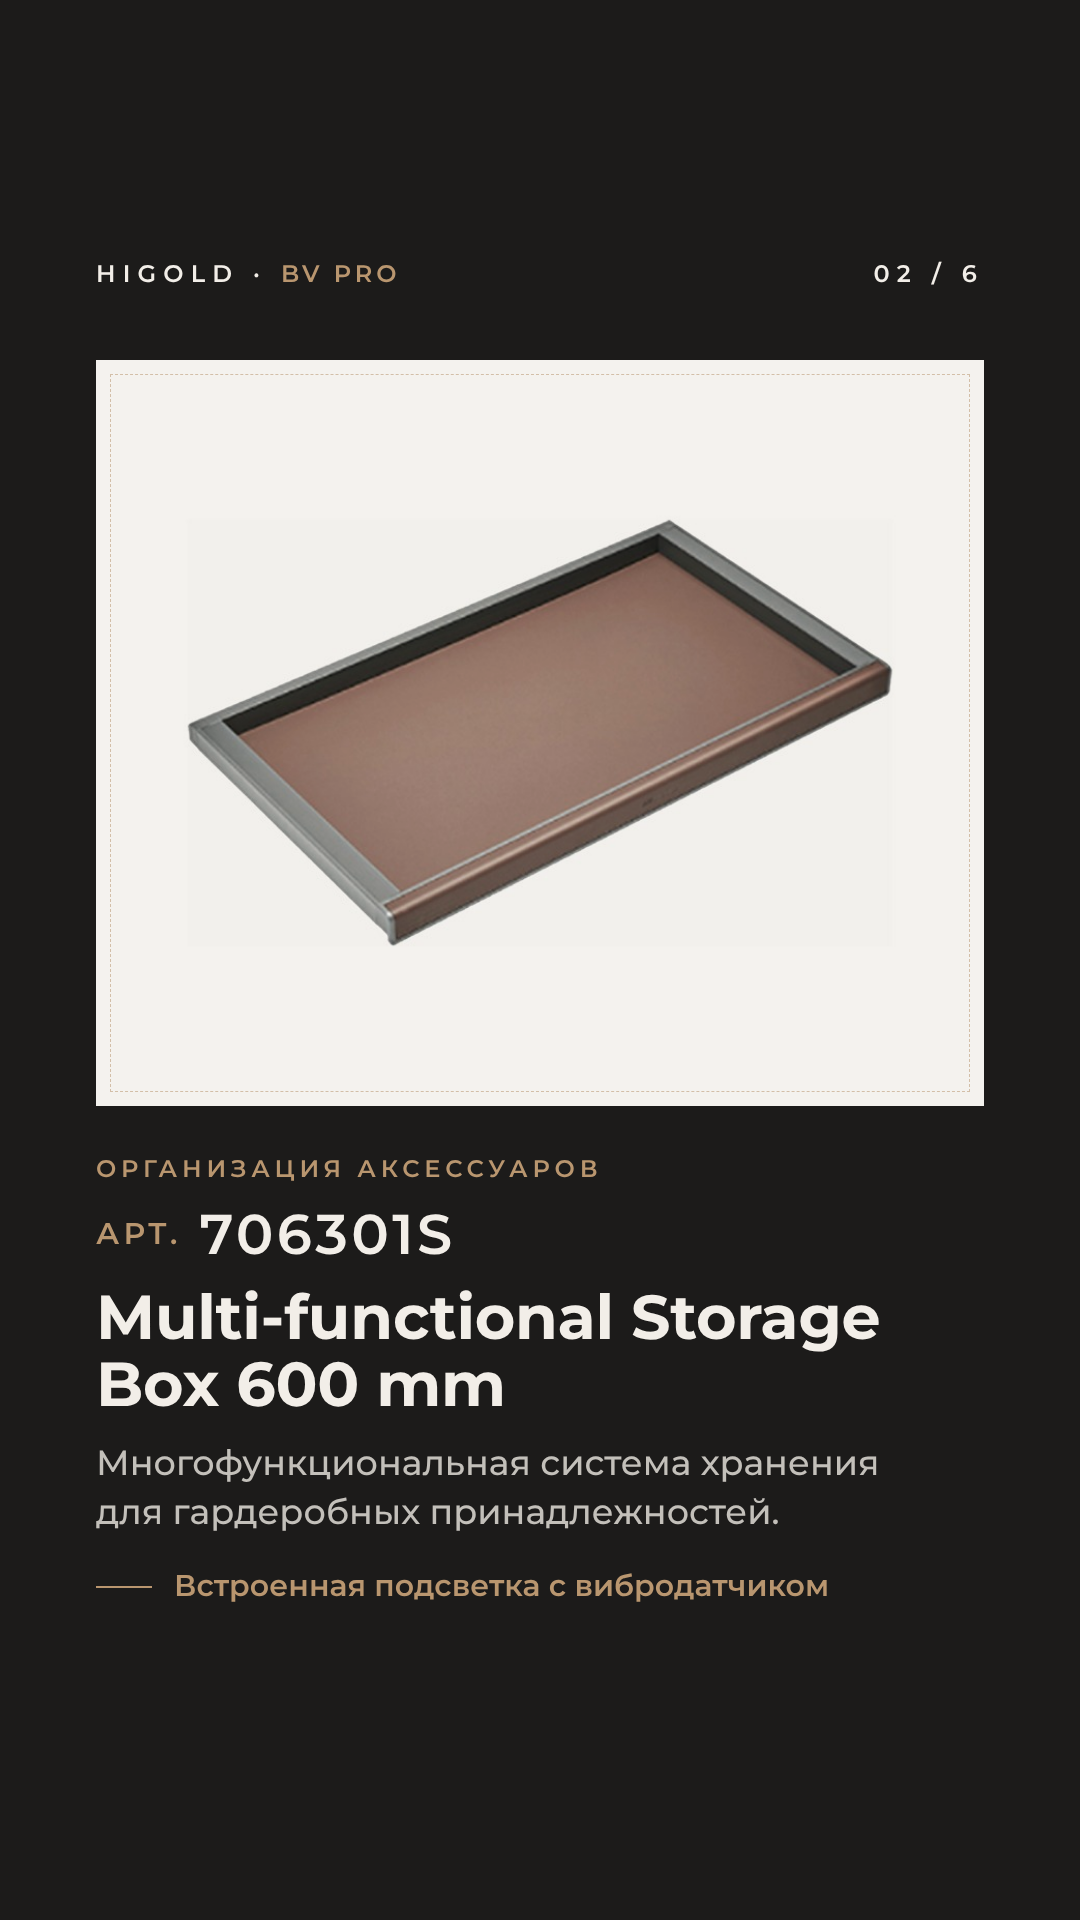 HIGOLD · BV PRO
02 / 6
ОРГАНИЗАЦИЯ АКСЕССУАРОВ
АРТ. 706301S
Multi-functional Storage
Box 600 mm
Многофункциональная система хранения
для гардеробных принадлежностей.
Встроенная подсветка с вибродатчиком